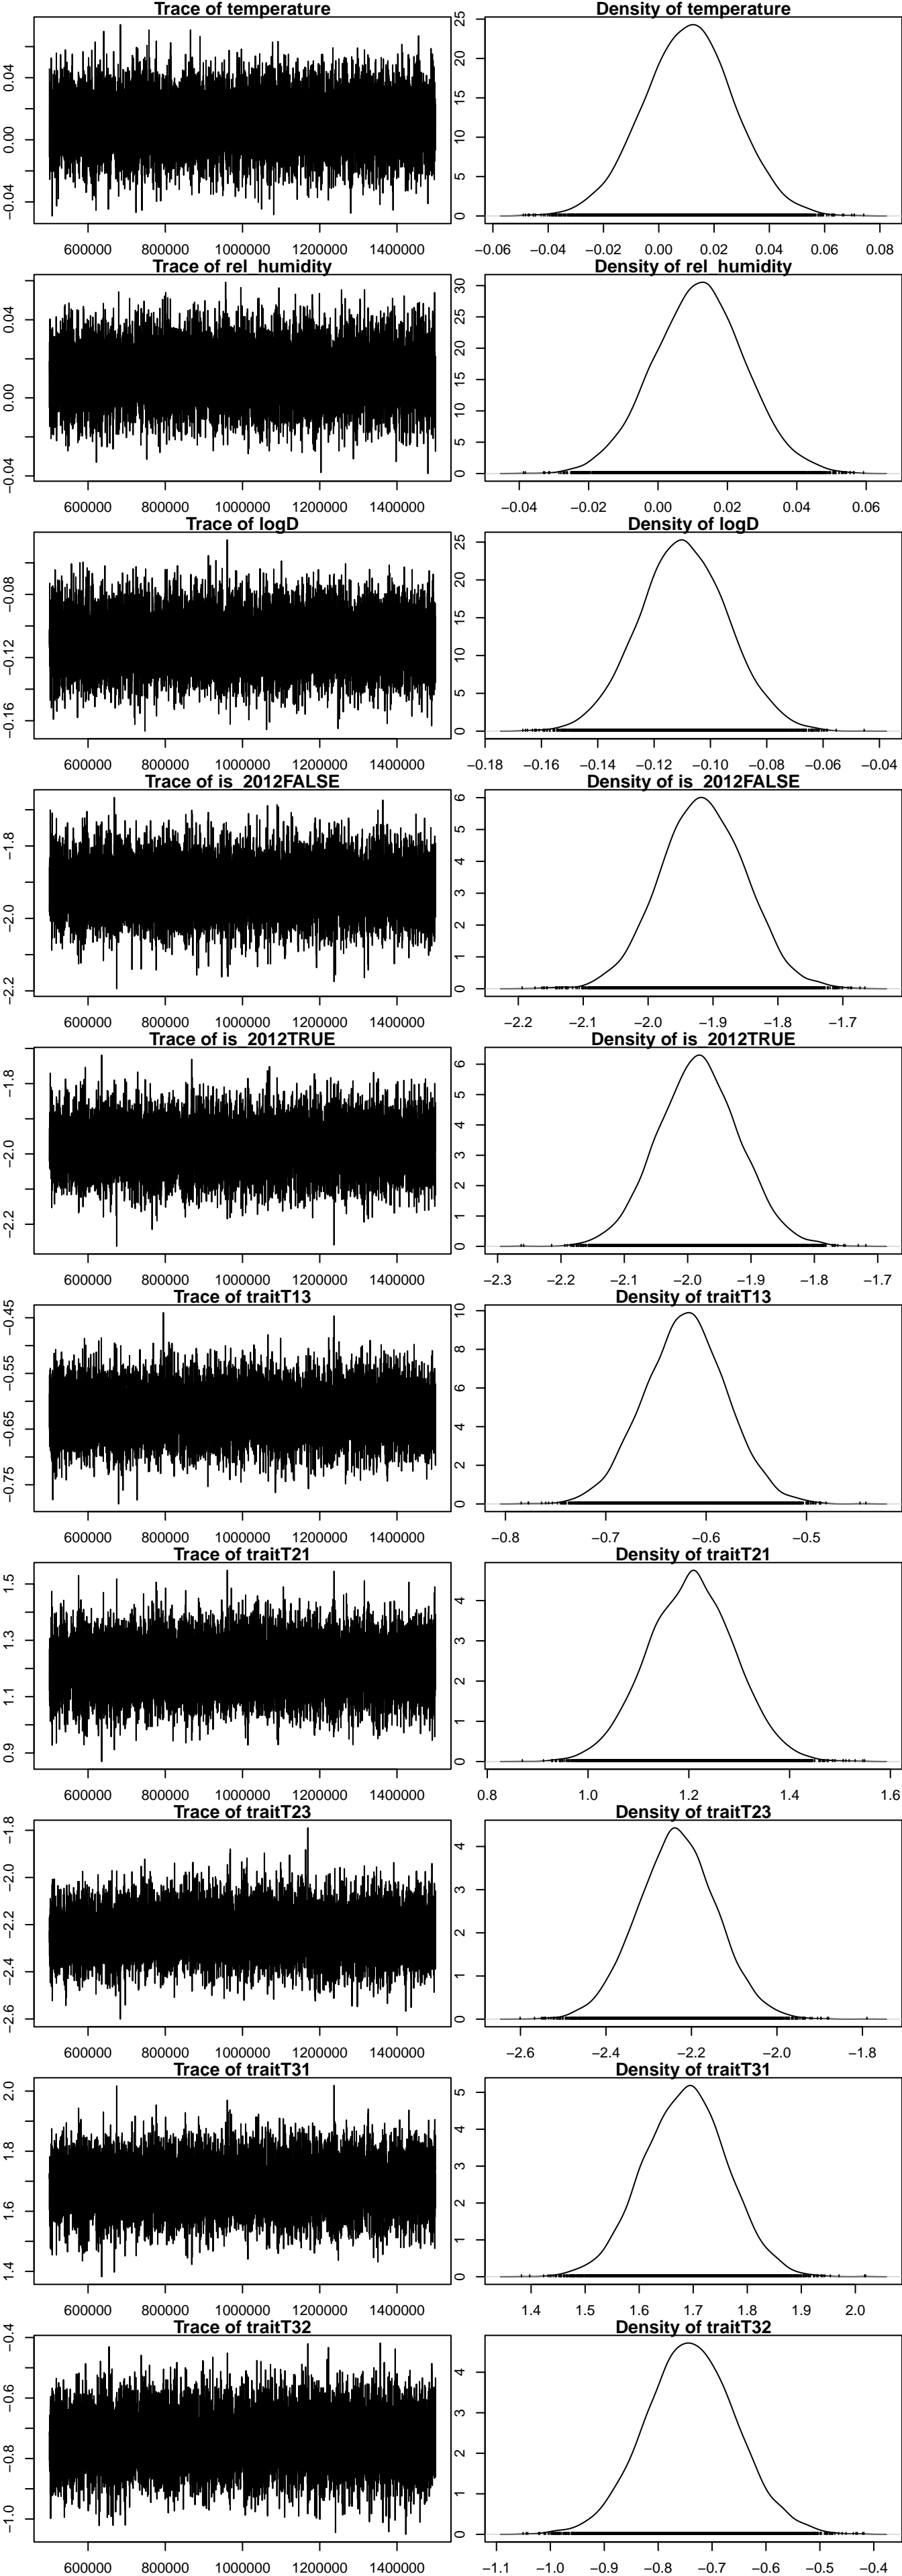 Trace of temperature
Density of temperature
−0.04 0.00 0.04
600000 800000 1000000 1200000 1400000
0 5 10 15 20 25
−0.06 −0.04 −0.02 0.00 0.02 0.04 0.06 0.08
Trace of rel_humidity
Density of rel_humidity
−0.04 0.00 0.04
600000 800000 1000000 1200000 1400000
0 5 10 15 20 25 30
−0.04 −0.02 0.00 0.02 0.04 0.06
Trace of logD
Density of logD
−0.16 −0.12 −0.08
600000 800000 1000000 1200000 1400000
0 5 10 15 20 25
−0.18 −0.16 −0.14 −0.12 −0.10 −0.08 −0.06 −0.04
Trace of is_2012FALSE
Density of is_2012FALSE
−2.2 −2.0 −1.8
600000 800000 1000000 1200000 1400000
0 1 2 3 4 5 6
−2.2 −2.1 −2.0 −1.9 −1.8 −1.7
Trace of is_2012TRUE
Density of is_2012TRUE
−2.2 −2.0 −1.8
600000 800000 1000000 1200000 1400000
0 1 2 3 4 5 6
−2.3 −2.2 −2.1 −2.0 −1.9 −1.8 −1.7
Trace of traitT13
Density of traitT13
−0.75 −0.65 −0.55 −0.45
600000 800000 1000000 1200000 1400000
0 2 4 6 8 10
−0.8 −0.7 −0.6 −0.5
Trace of traitT21
Density of traitT21
0.9 1.1 1.3 1.5
600000 800000 1000000 1200000 1400000
0 1 2 3 4
0.8 1.0 1.2 1.4 1.6
Trace of traitT23
Density of traitT23
−2.6 −2.4 −2.2 −2.0 −1.8
600000 800000 1000000 1200000 1400000
0 1 2 3 4
−2.6 −2.4 −2.2 −2.0 −1.8
Trace of traitT31
Density of traitT31
1.4 1.6 1.8 2.0
600000 800000 1000000 1200000 1400000
0 1 2 3 4 5
1.4 1.5 1.6 1.7 1.8 1.9 2.0
Trace of traitT32
Density of traitT32
−1.0 −0.8 −0.6 −0.4
600000 800000 1000000 1200000 1400000
0 1 2 3 4
−1.1 −1.0 −0.9 −0.8 −0.7 −0.6 −0.5 −0.4